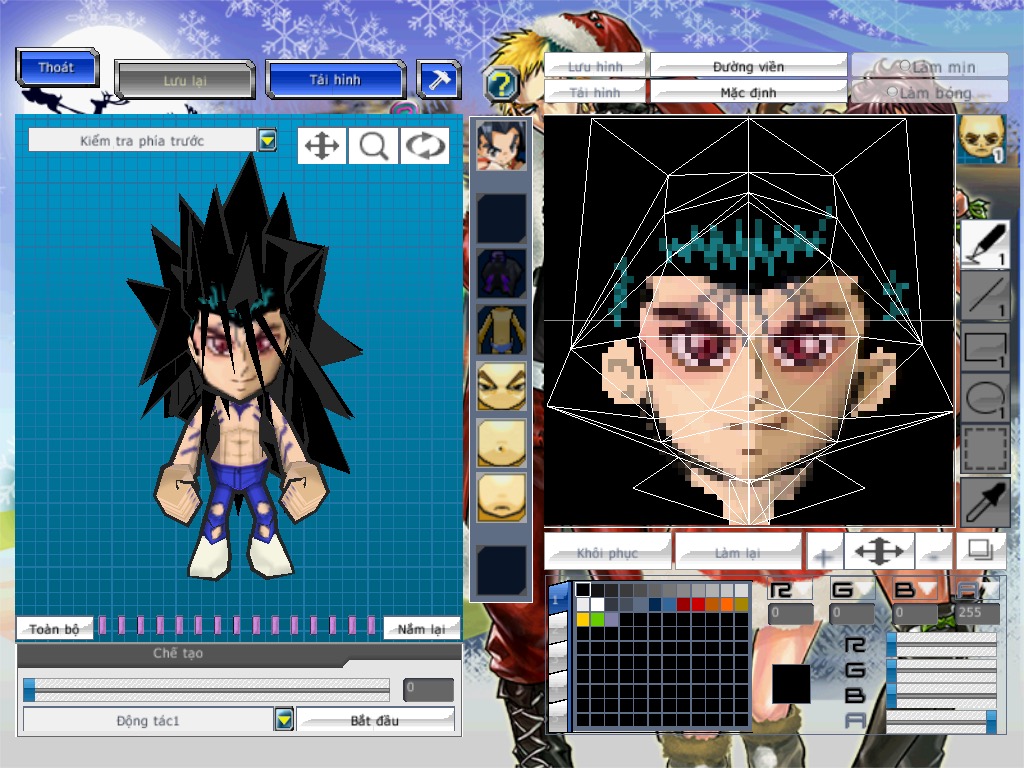 Thoát
Lưu lại
Tải hình
?
Lưu hình
Đường viền
Làm mịn
Tải hình
Mặc định
Làm bóng
Kiểm tra phía trước
1
1
1
1
1
Khôi phục
Làm lại
+
-
Toàn bộ
Nắm lại
Chế tạo
0
Động tác1
Bắt đầu
1
R
G
B
A
0
0
0
255
R
G
B
A